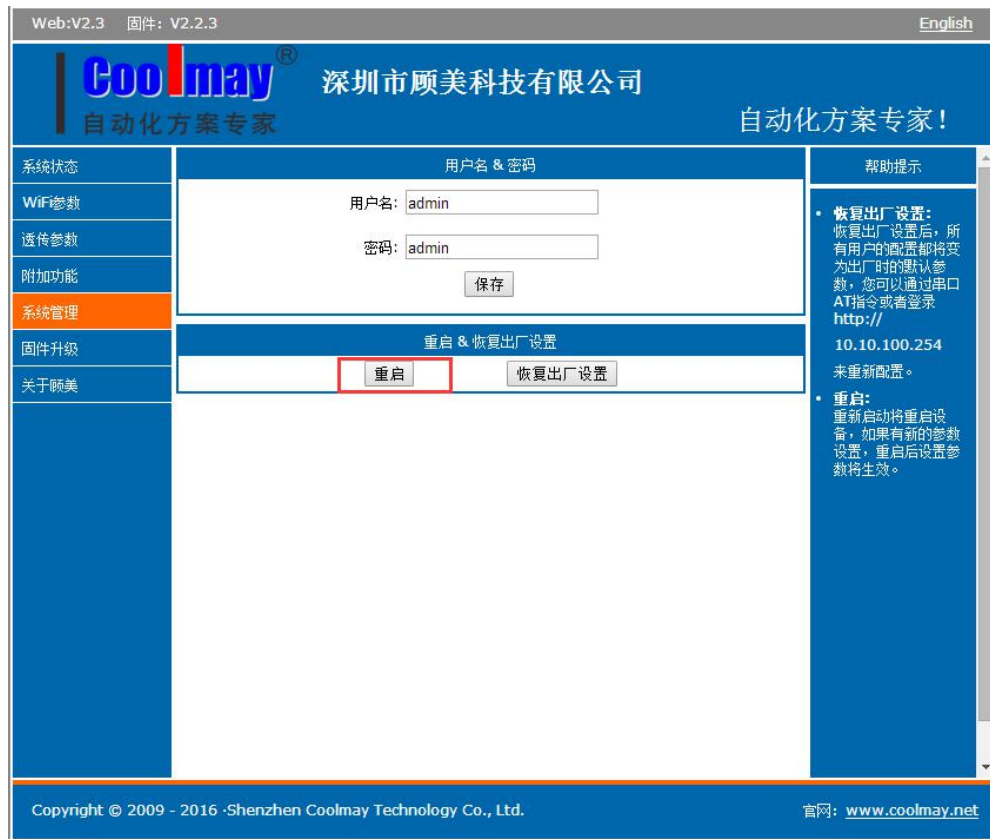 Web:V2.3 固件：V2.2.3 English
Coolmay®
深圳市顾美科技有限公司
自动化方案专家
自动化方案专家！
系统状态
WiFi参数
透传参数
附加功能
系统管理
固件升级
关于顾美
用户名 & 密码
用户名: admin
密码: admin
保存
重启 & 恢复出厂设置
重启 恢复出厂设置
帮助提示
• 恢复出厂设置:
恢复出厂设置后，所
有用户的配置都将变
为出厂时的默认参
数，您可以通过串口
AT指令或者登录
http://
10.10.100.254
来重新配置。
• 重启:
重新启动将重启设
备，如果有新的参数
设置，重启后设置参
数将生效。
Copyright © 2009 - 2016 ·Shenzhen Coolmay Technology Co., Ltd. 官网: www.coolmay.net